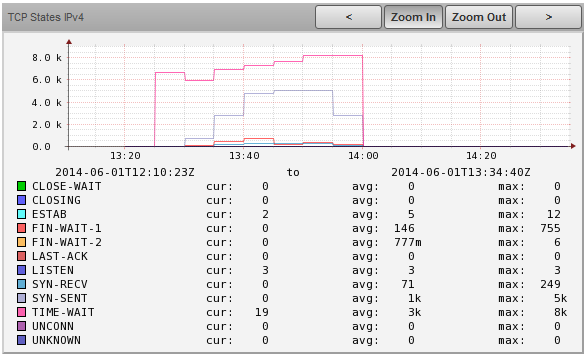 TCP States IPv4 < Zoom In Zoom Out >
8.0 k
6.0 k
4.0 k
2.0 k
0.0
13:20 13:40 14:00 14:20
2014-06-01T12:10:23Z to 2014-06-01T13:34:40Z
CLOSE-WAIT cur: 0 avg: 0 max: 0
CLOSING cur: 0 avg: 0 max: 0
ESTAB cur: 2 avg: 5 max: 12
FIN-WAIT-1 cur: 0 avg: 146 max: 755
FIN-WAIT-2 cur: 0 avg: 777m max: 6
LAST-ACK cur: 0 avg: 0 max: 0
LISTEN cur: 3 avg: 3 max: 3
SYN-RECV cur: 0 avg: 71 max: 249
SYN-SENT cur: 0 avg: 1k max: 5k
TIME-WAIT cur: 19 avg: 3k max: 8k
UNCONN cur: 0 avg: 0 max: 0
UNKNOWN cur: 0 avg: 0 max: 0